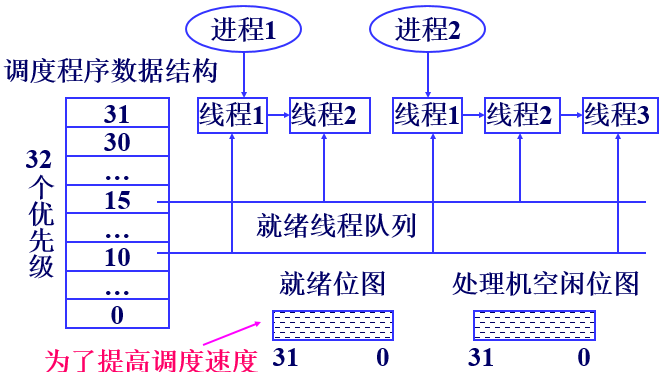 进程1
进程2
调度程序数据结构
线程1
线程2
线程1
线程2
线程3
32
个
优
先
级
31
30
...
15
...
10
...
0
就绪线程队列
就绪位图
处理机空闲位图
31
0
31
0
为了提高调度速度